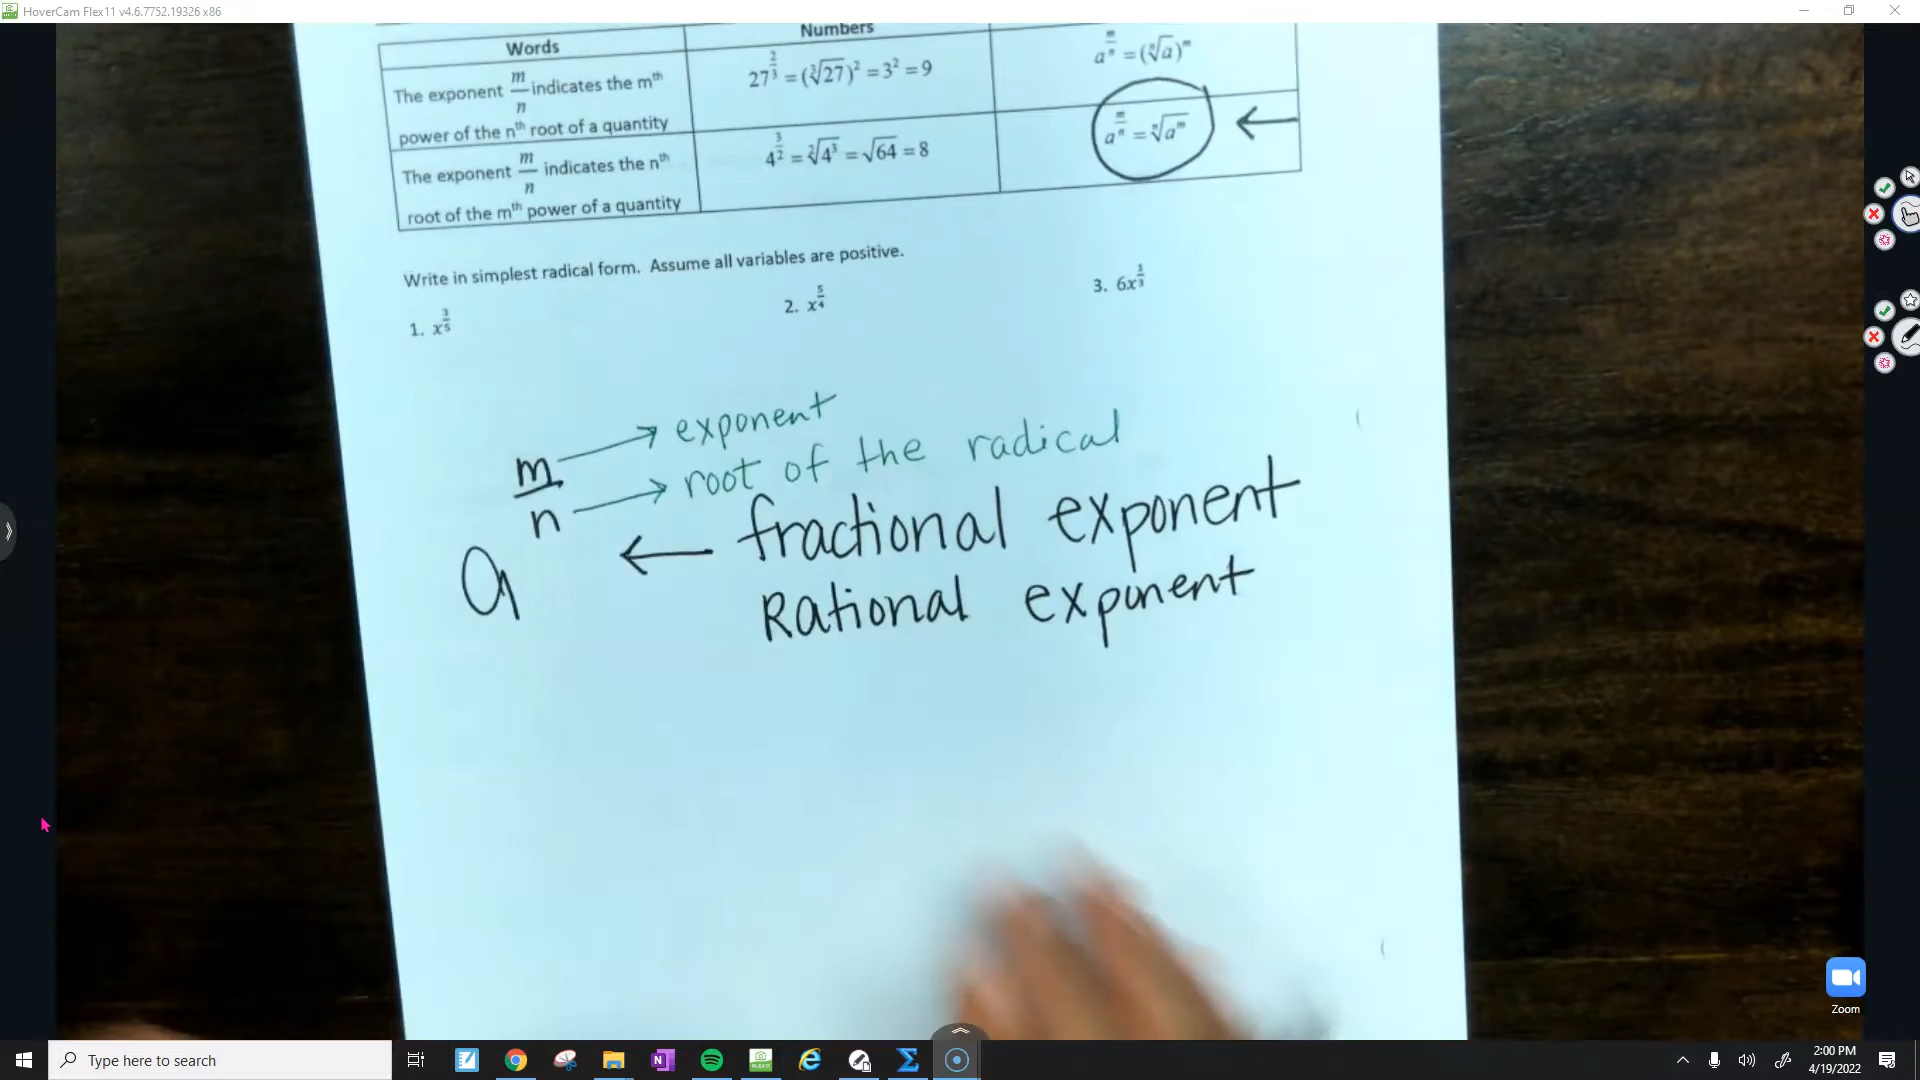 HoverCam Flex11 v4.6.7752.19326 x86
Words
Numbers
The exponent m/n indicates the mᵗʰ
power of the nᵗʰ root of a quantity
27^(2/3) = (∛27)² = 3² = 9
a^(m/n) = (ⁿ√a)ᵐ
The exponent m/n indicates the nᵗʰ
root of the mᵗʰ power of a quantity
4^(3/2) = ²√4³ = √64 = 8
a^(m/n) = ⁿ√aᵐ
Write in simplest radical form. Assume all variables are positive.
1. x^(3/5)
2. x^(5/4)
3. 6x^(1/3)
m → exponent
n → root of the radical
a ← fractional exponent
Rational exponent
Zoom
Type here to search
2:00 PM
4/19/2022